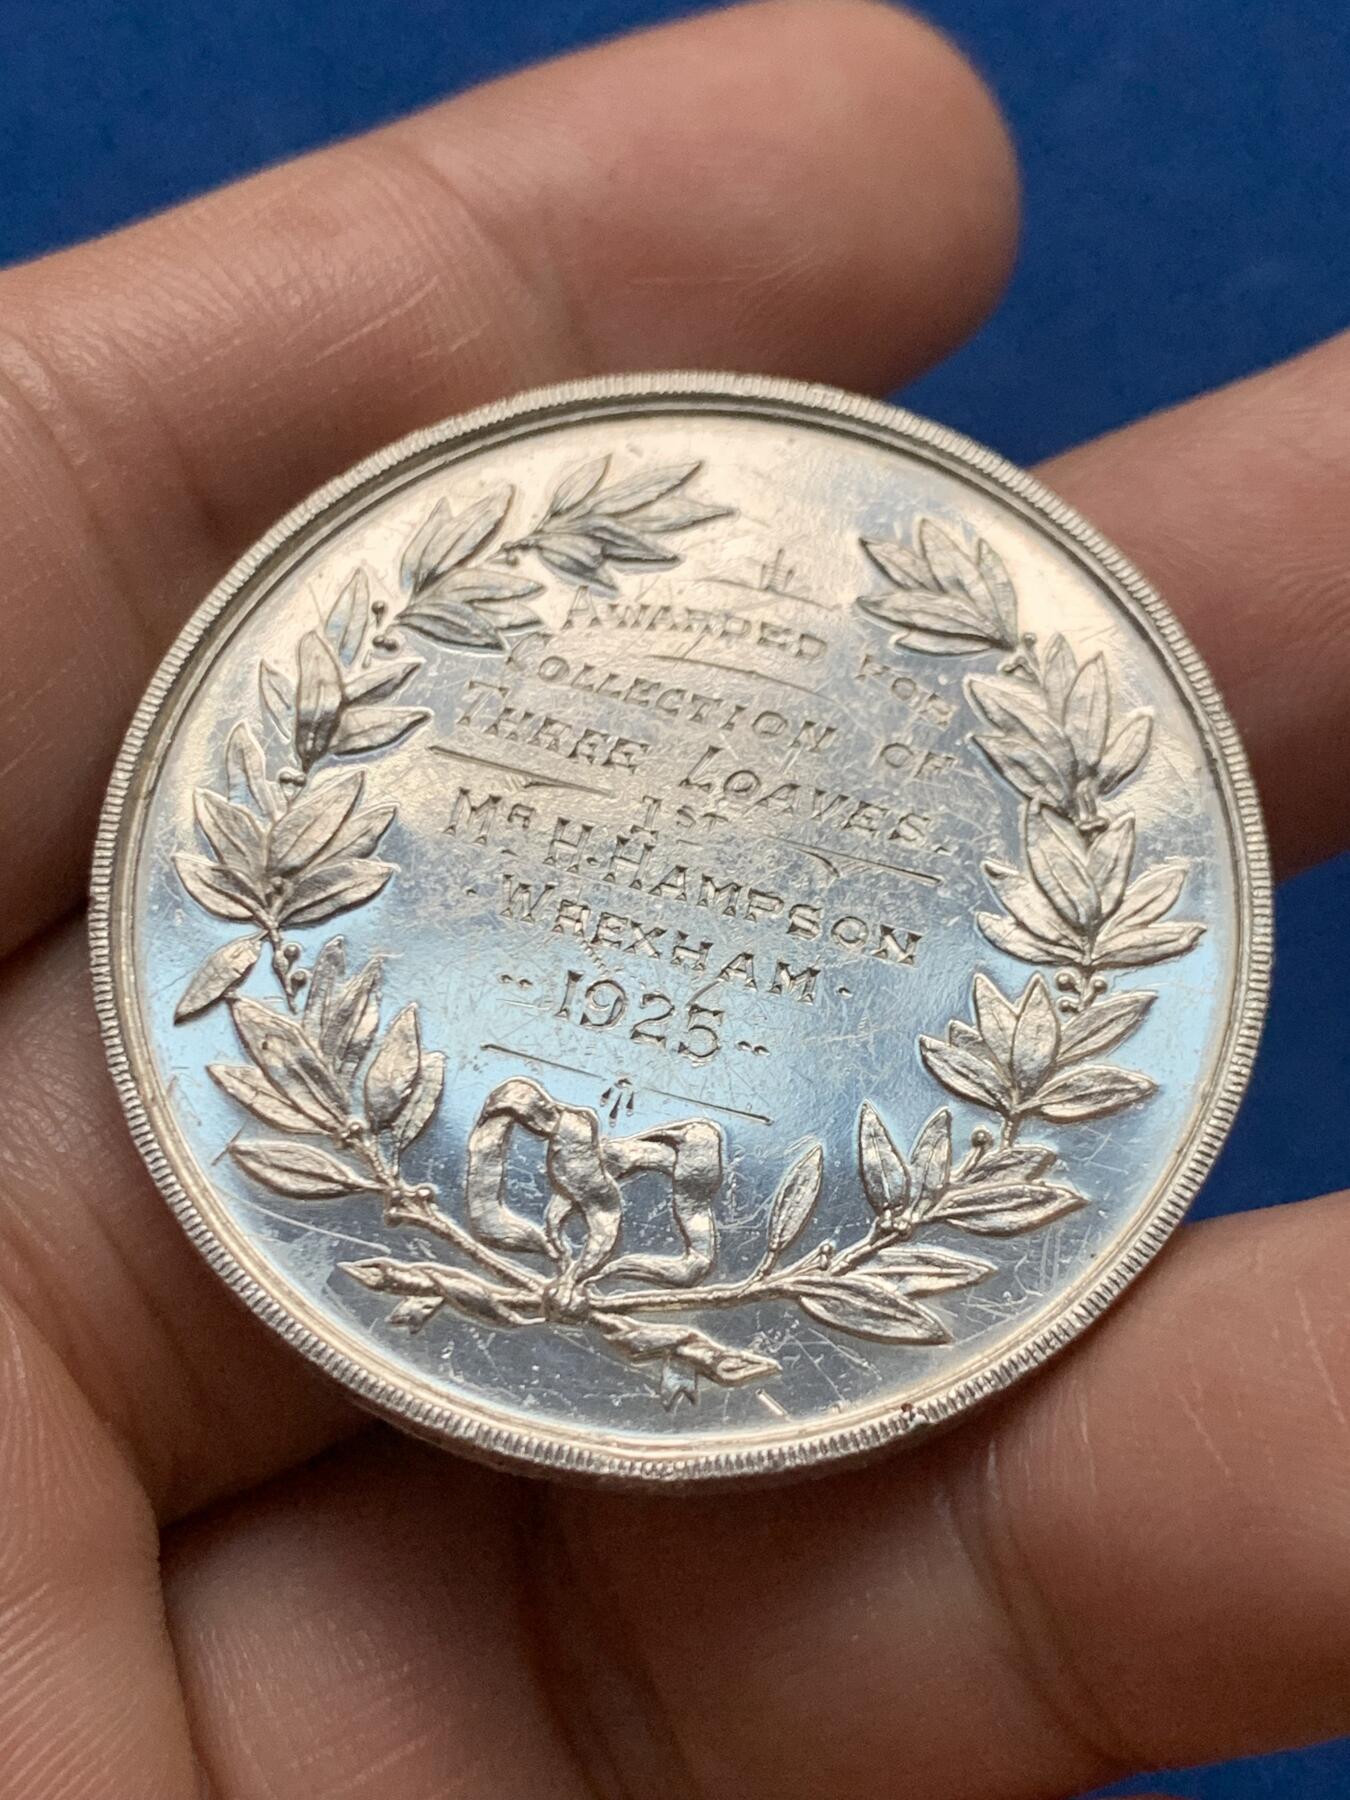 AWARDED FOR
COLLECTION OF
THREE LOAVES.
1ST
MR H. HAMPSON
· WREXHAM ·
·· 1925 ··